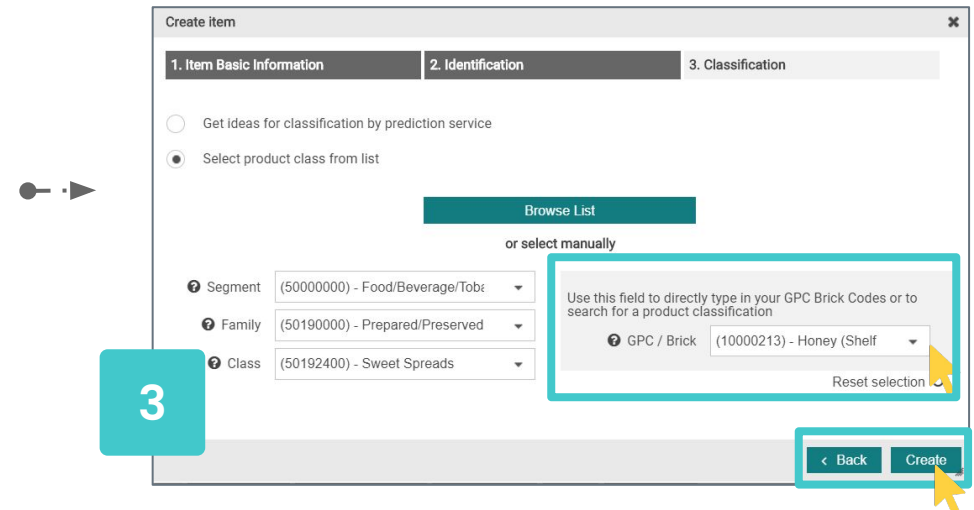 Create item
1. Item Basic Information
2. Identification
3. Classification
Get ideas for classification by prediction service
Select product class from list
Browse List
or select manually
Segment
(50000000) - Food/Beverage/Toba
Family
(50190000) - Prepared/Preserved
Class
(50192400) - Sweet Spreads
Use this field to directly type in your GPC Brick Codes or to
search for a product classification
GPC / Brick
(10000213) - Honey (Shelf
Reset selection
3
< Back
Create